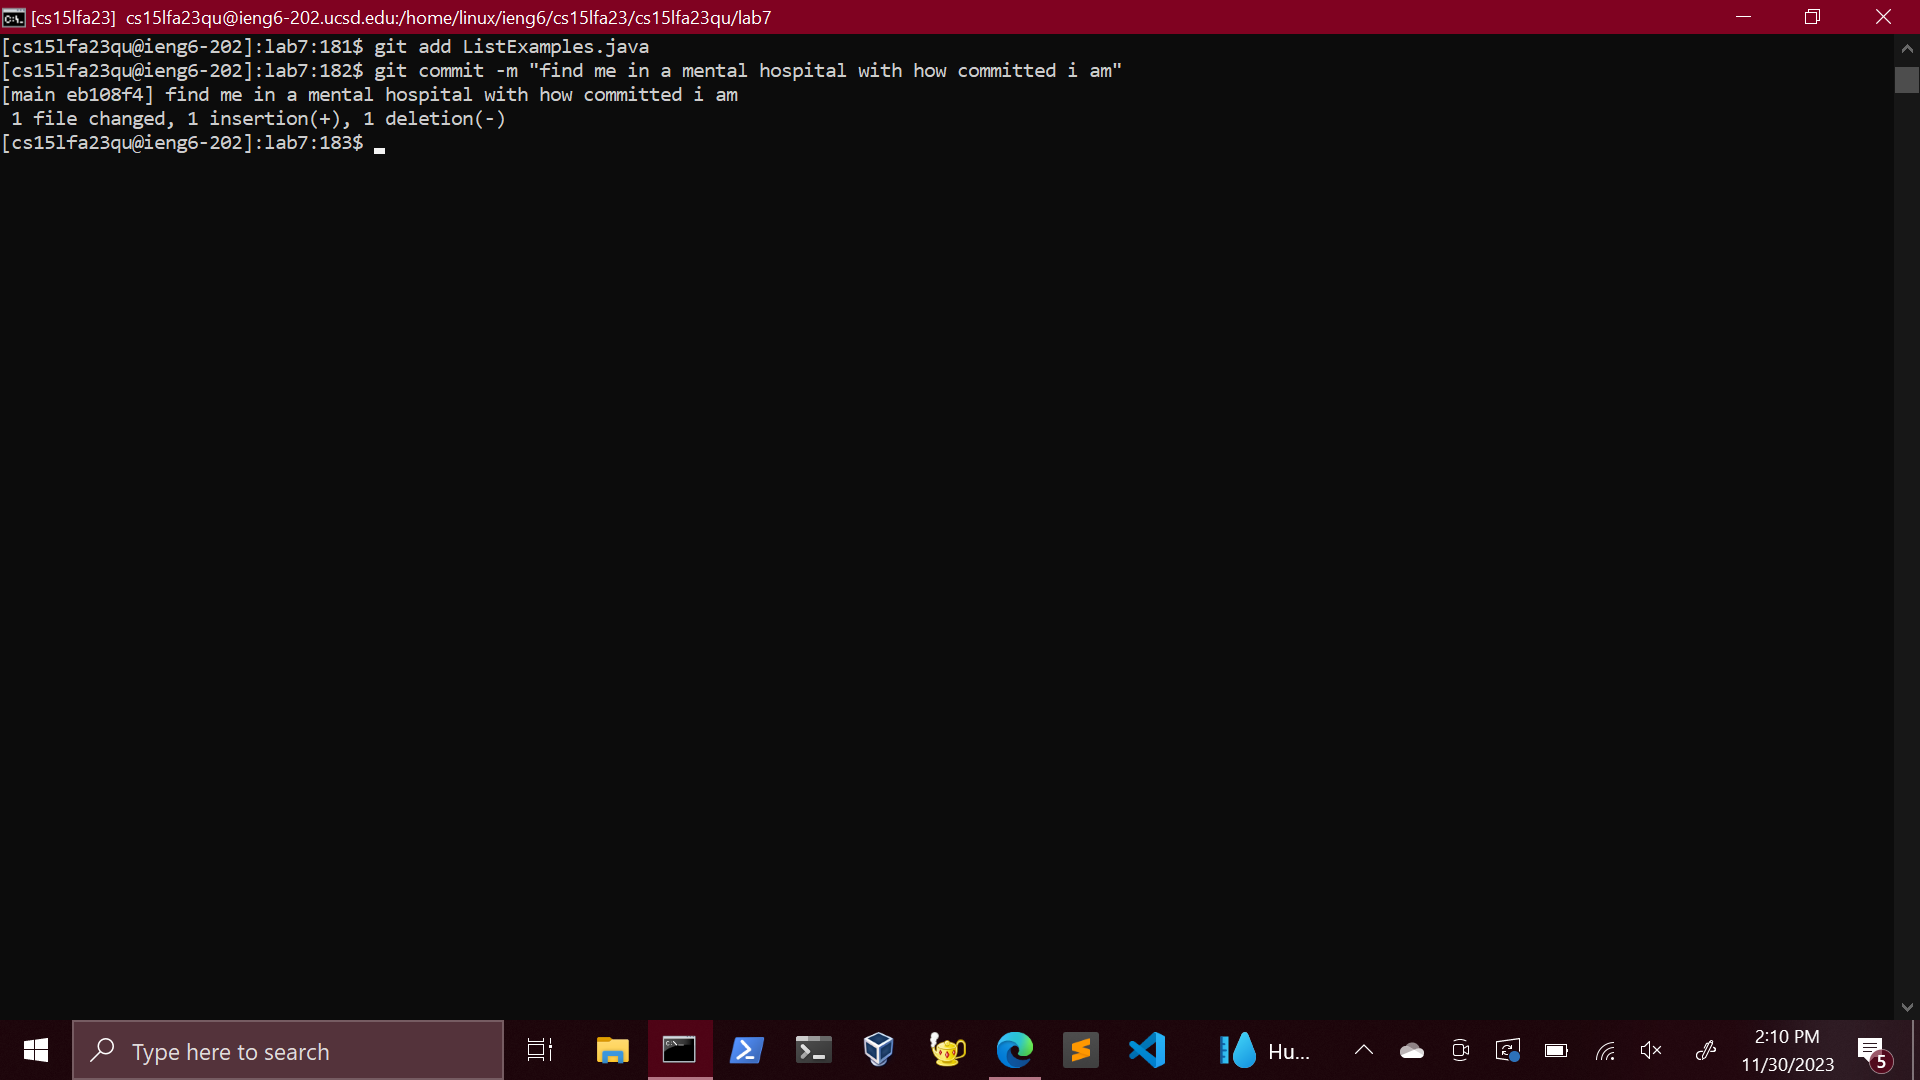 [cs15lfa23] cs15lfa23qu@ieng6-202.ucsd.edu:/home/linux/ieng6/cs15lfa23/cs15lfa23qu/lab7
[cs15lfa23qu@ieng6-202]:lab7:181$ git add ListExamples.java
[cs15lfa23qu@ieng6-202]:lab7:182$ git commit -m "find me in a mental hospital with how committed i am"
[main eb108f4] find me in a mental hospital with how committed i am
1 file changed, 1 insertion(+), 1 deletion(-)
[cs15lfa23qu@ieng6-202]:lab7:183$
Type here to search
Hu...
2:10 PM
11/30/2023
5